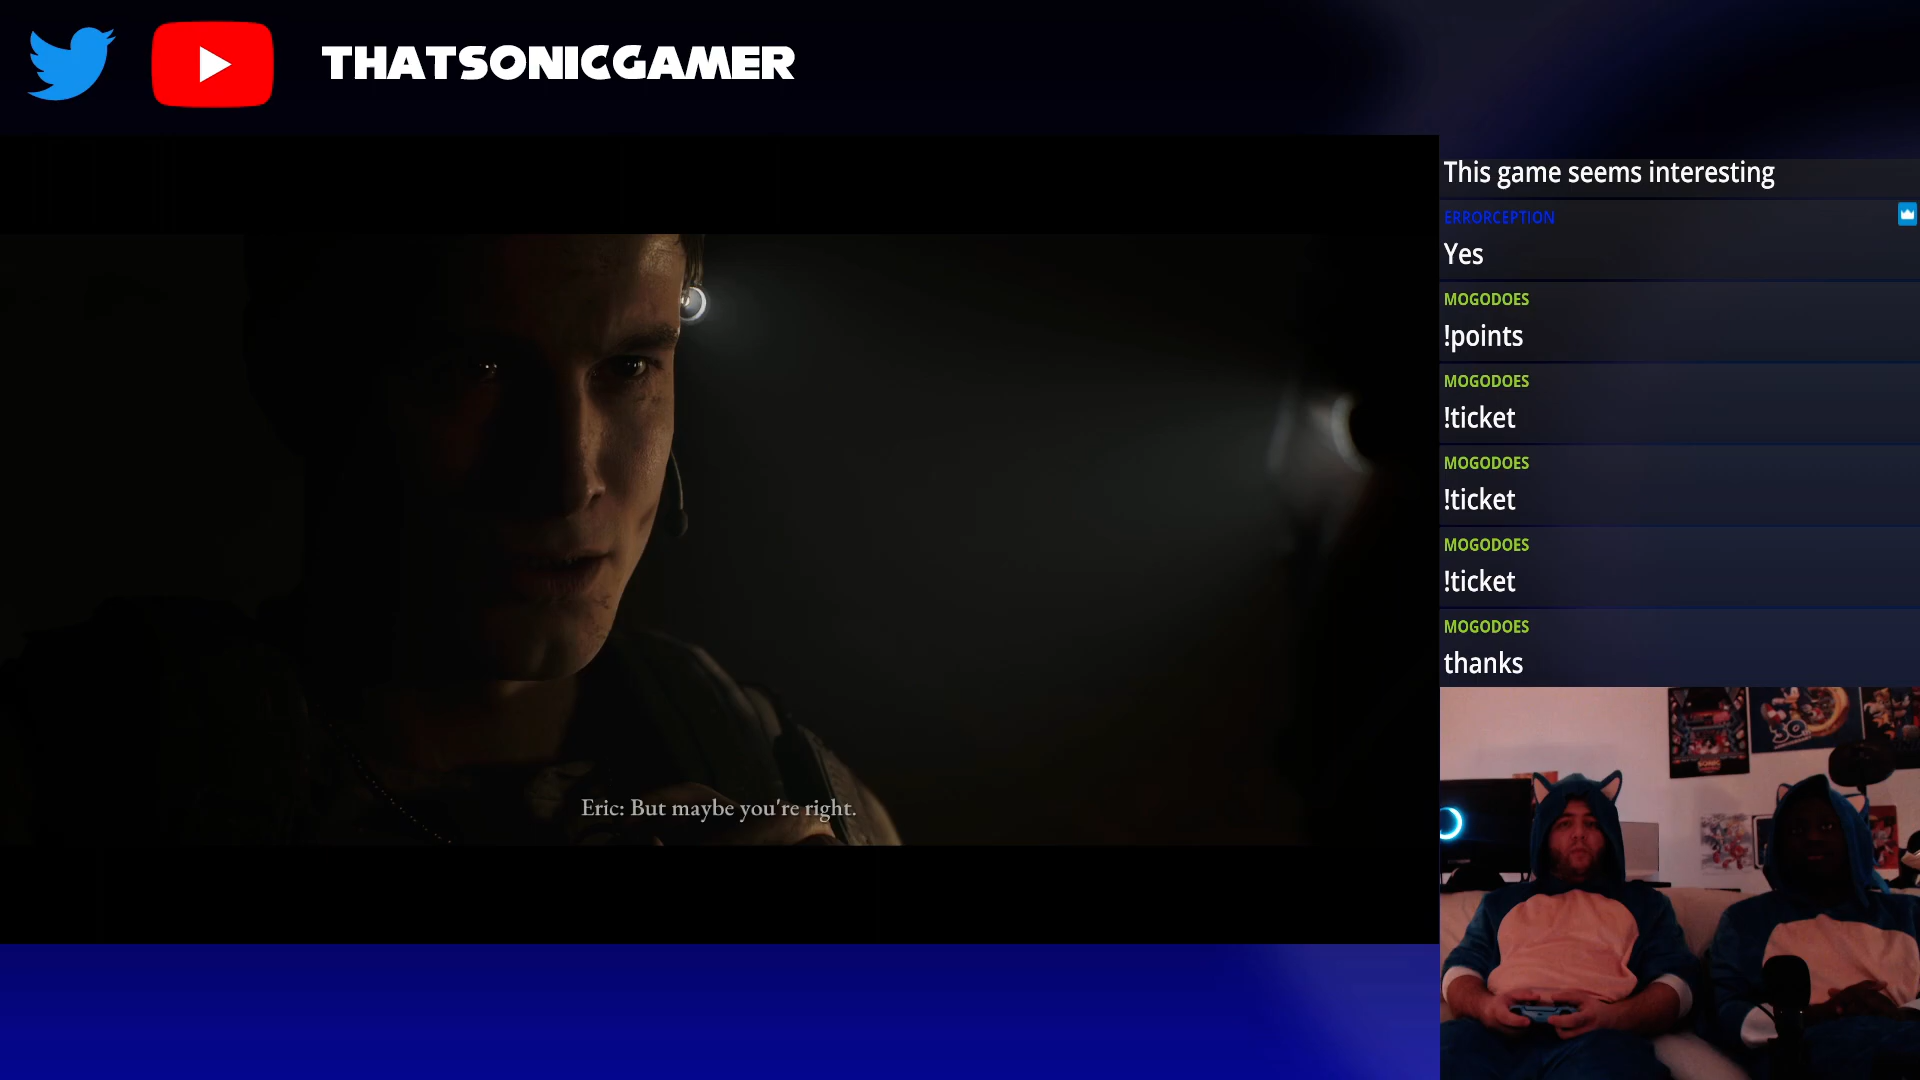 THATSONICGAMER
This game seems interesting
ERRORCEPTION
Yes
MOGODOES
!points
MOGODOES
!ticket
MOGODOES
!ticket
MOGODOES
!ticket
MOGODOES
thanks
Eric: But maybe you're right.